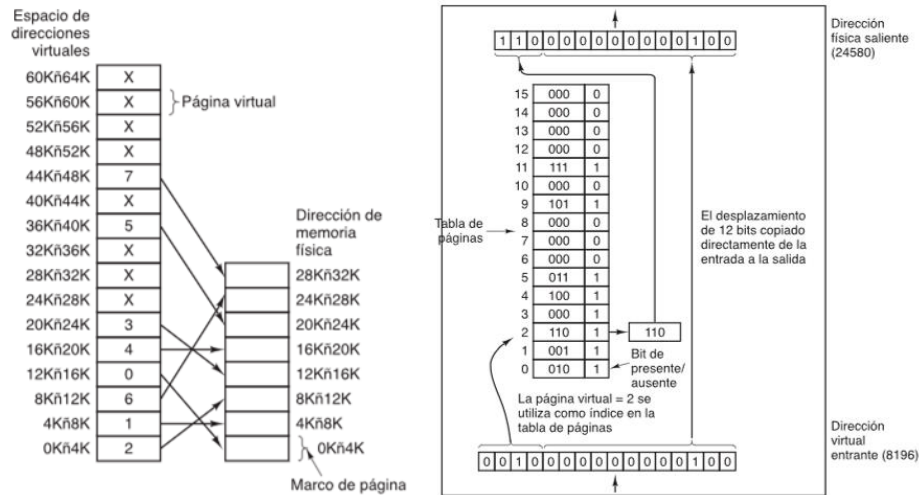 Espacio de
direcciones
virtuales
60Kñ64K X
56Kñ60K X
Página virtual
52Kñ56K X
48Kñ52K X
44Kñ48K 7
40Kñ44K X
36Kñ40K 5
32Kñ36K X
28Kñ32K X
24Kñ28K X
20Kñ24K 3
16Kñ20K 4
12Kñ16K 0
8Kñ12K 6
4Kñ8K 1
0Kñ4K 2
Dirección de
memoria
física
28Kñ32K
24Kñ28K
20Kñ24K
16Kñ20K
12Kñ16K
8Kñ12K
4Kñ8K
0Kñ4K
Marco de página
1 1 0 0 0 0 0 0 0 0 0 0 1 0 0
Dirección
física saliente
(24580)
Tabla de
páginas
15 000 0
14 000 0
13 000 0
12 000 0
11 111 1
10 000 0
9 101 1
8 000 0
7 000 0
6 000 0
5 011 1
4 100 1
3 000 1
2 110 1
1 001 1
0 010 1
110
Bit de
presente/
ausente
El desplazamiento
de 12 bits copiado
directamente de la
entrada a la salida
La página virtual = 2 se
utiliza como índice en la
tabla de páginas
0 0 1 0 0 0 0 0 0 0 0 0 0 1 0 0
Dirección
virtual
entrante (8196)